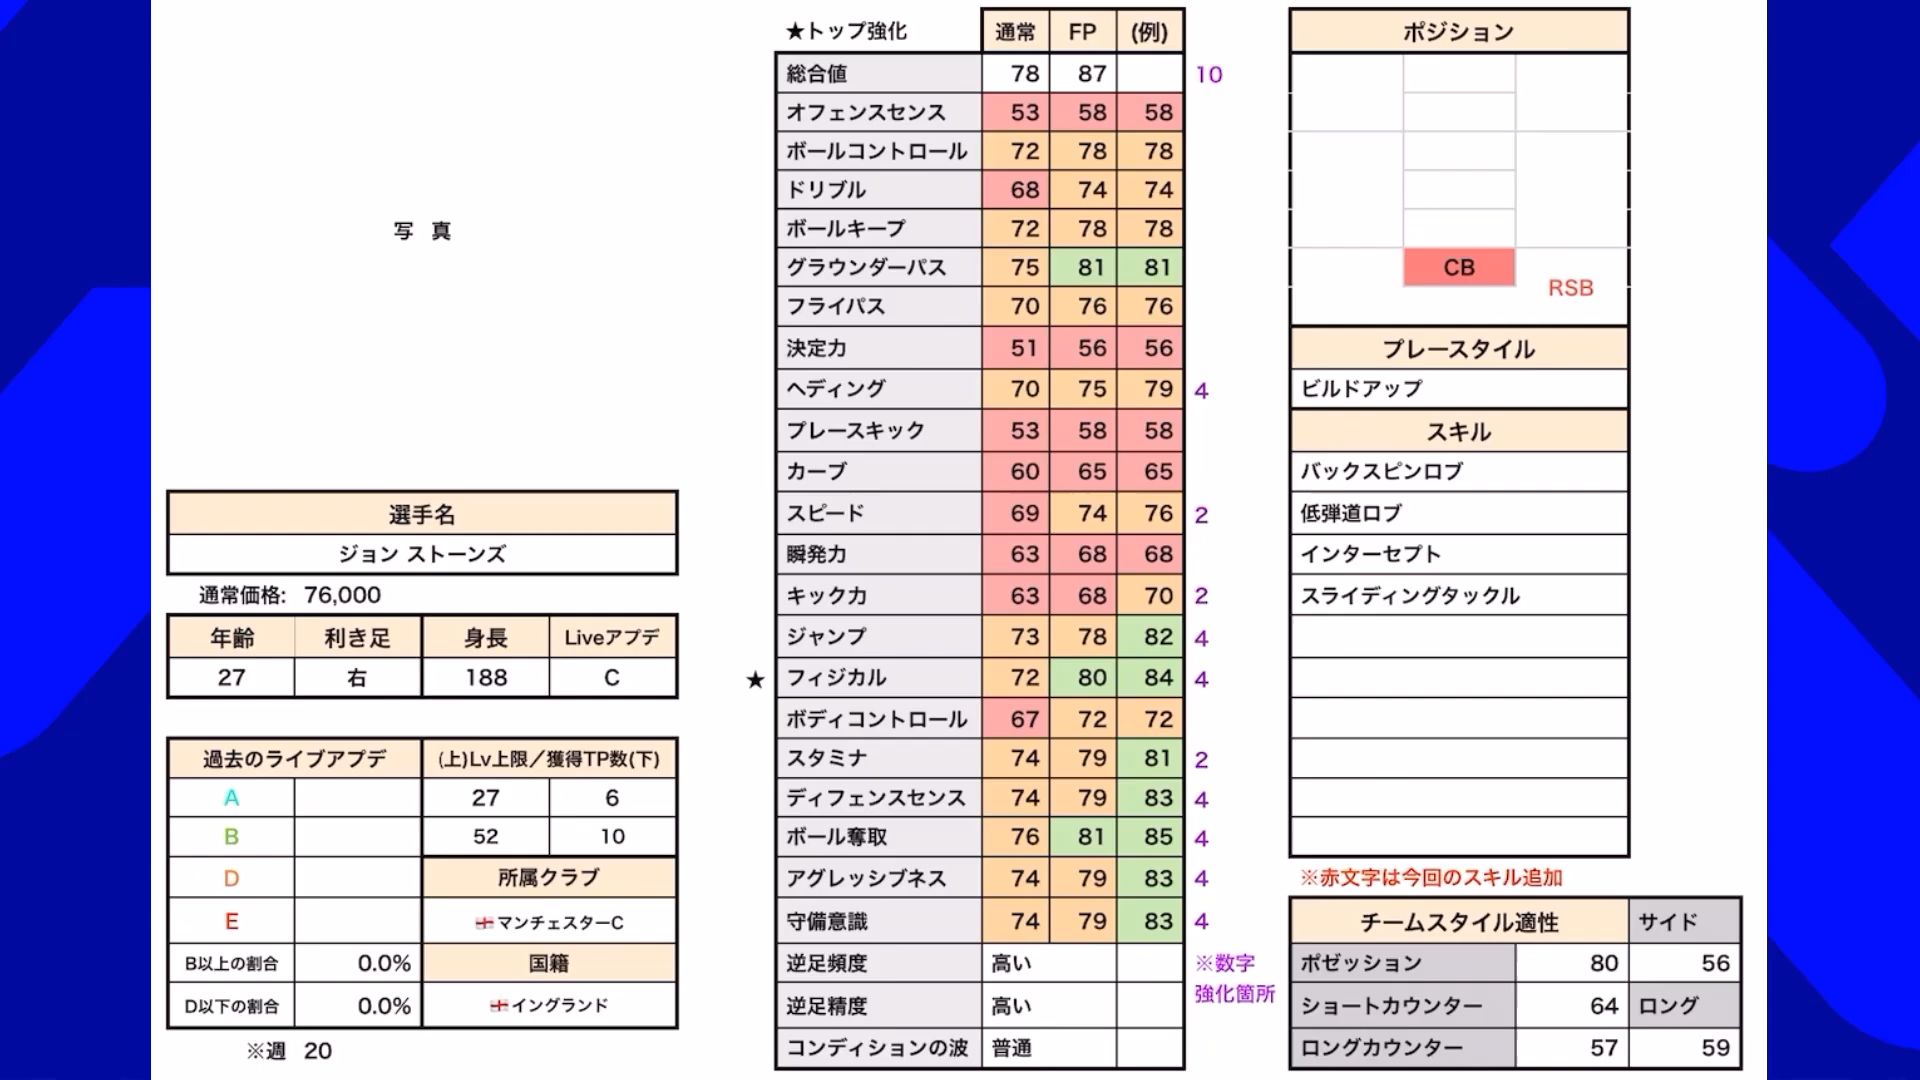 写 真
選手名
ジョン ストーンズ
通常価格: 76,000
年齢 利き足 身長 Liveアプデ
27 右 188 C
過去のライブアプデ (上)Lv上限／獲得TP数(下)
A 27 6
B 52 10
D 所属クラブ
E マンチェスターC
B以上の割合 0.0% 国籍
D以下の割合 0.0% イングランド
※週 20
★トップ強化 通常 FP (例)
総合値 78 87 10
オフェンスセンス 53 58 58
ボールコントロール 72 78 78
ドリブル 68 74 74
ボールキープ 72 78 78
グラウンダーパス 75 81 81
フライパス 70 76 76
決定力 51 56 56
ヘディング 70 75 79 4
プレースキック 53 58 58
カーブ 60 65 65
スピード 69 74 76 2
瞬発力 63 68 68
キック力 63 68 70 2
ジャンプ 73 78 82 4
★ フィジカル 72 80 84 4
ボディコントロール 67 72 72
スタミナ 74 79 81 2
ディフェンスセンス 74 79 83 4
ボール奪取 76 81 85 4
アグレッシブネス 74 79 83 4
守備意識 74 79 83 4
逆足頻度 高い
逆足精度 高い
コンディションの波 普通
※数字
強化箇所
ポジション
CB
RSB
プレースタイル
ビルドアップ
スキル
バックスピンロブ
低弾道ロブ
インターセプト
スライディングタックル
※赤文字は今回のスキル追加
チームスタイル適性 サイド
ポゼッション 80 56
ショートカウンター 64 ロング
ロングカウンター 57 59